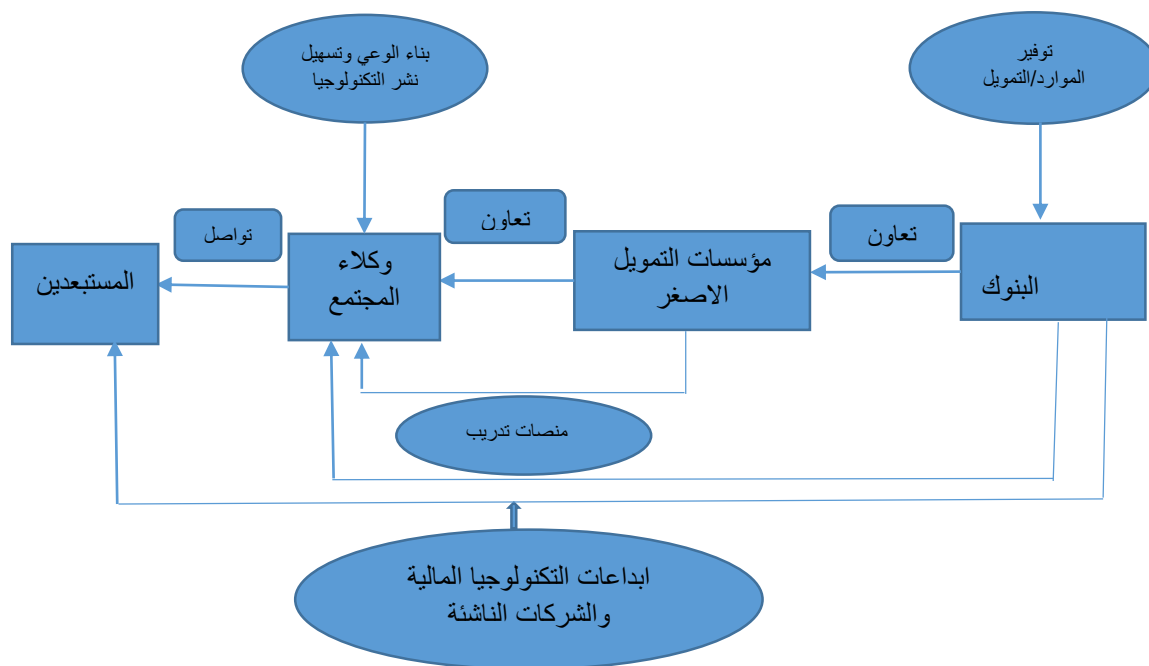 توفير
الموارد/التمويل
بناء الوعي وتسهيل
نشر التكنولوجيا
تعاون
تعاون
تواصل
البنوك
مؤسسات التمويل
الاصغر
وكلاء
المجتمع
المستبعدين
منصات تدريب
ابداعات التكنولوجيا المالية
والشركات الناشئة